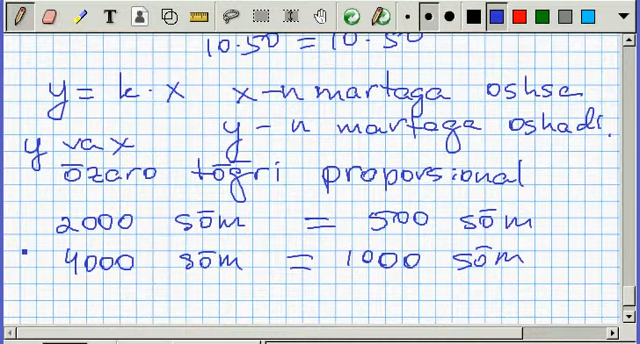 10·50 = 10·50
y = k·x   x – n martaga oshsa
y – n martaga oshadi.
y va x
ōzaro tōḡri proporsional
2000 sōm = 500 sōm
4000 sōm = 1000 sōm